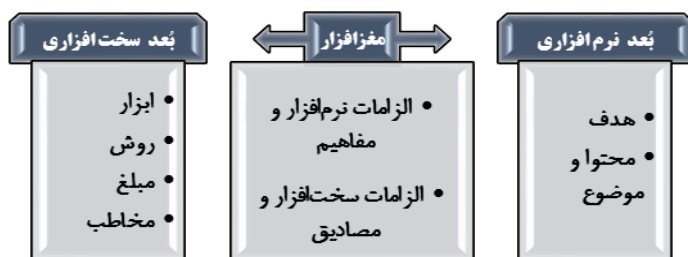 بُعد نرم‌افزاری
• هدف
• محتوا و
موضوع
مغزافزار
• الزامات نرم‌افزار و
مفاهیم
• الزامات سخت‌افزار و
مصادیق
بُعد سخت‌افزاری
• ابزار
• روش
• مبلغ
• مخاطب